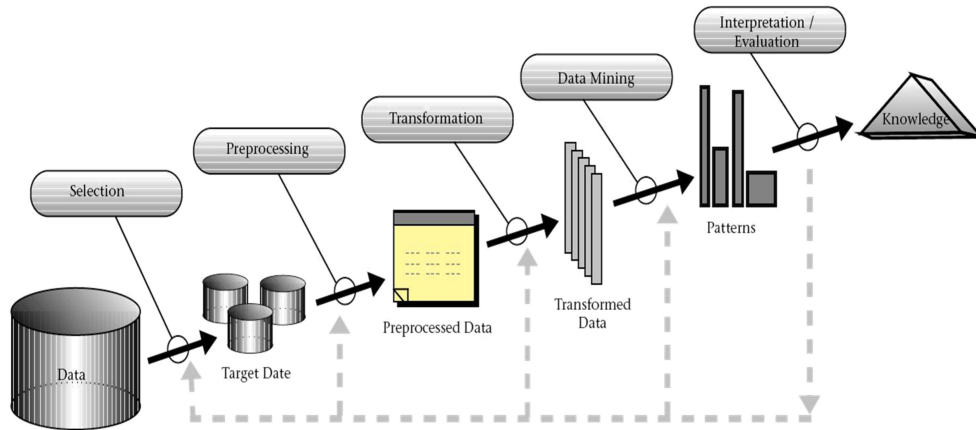 Interpretation /
Evaluation
Data Mining
Transformation
Preprocessing
Selection
Data
Target Date
Preprocessed Data
Transformed
Data
Patterns
Knowledge